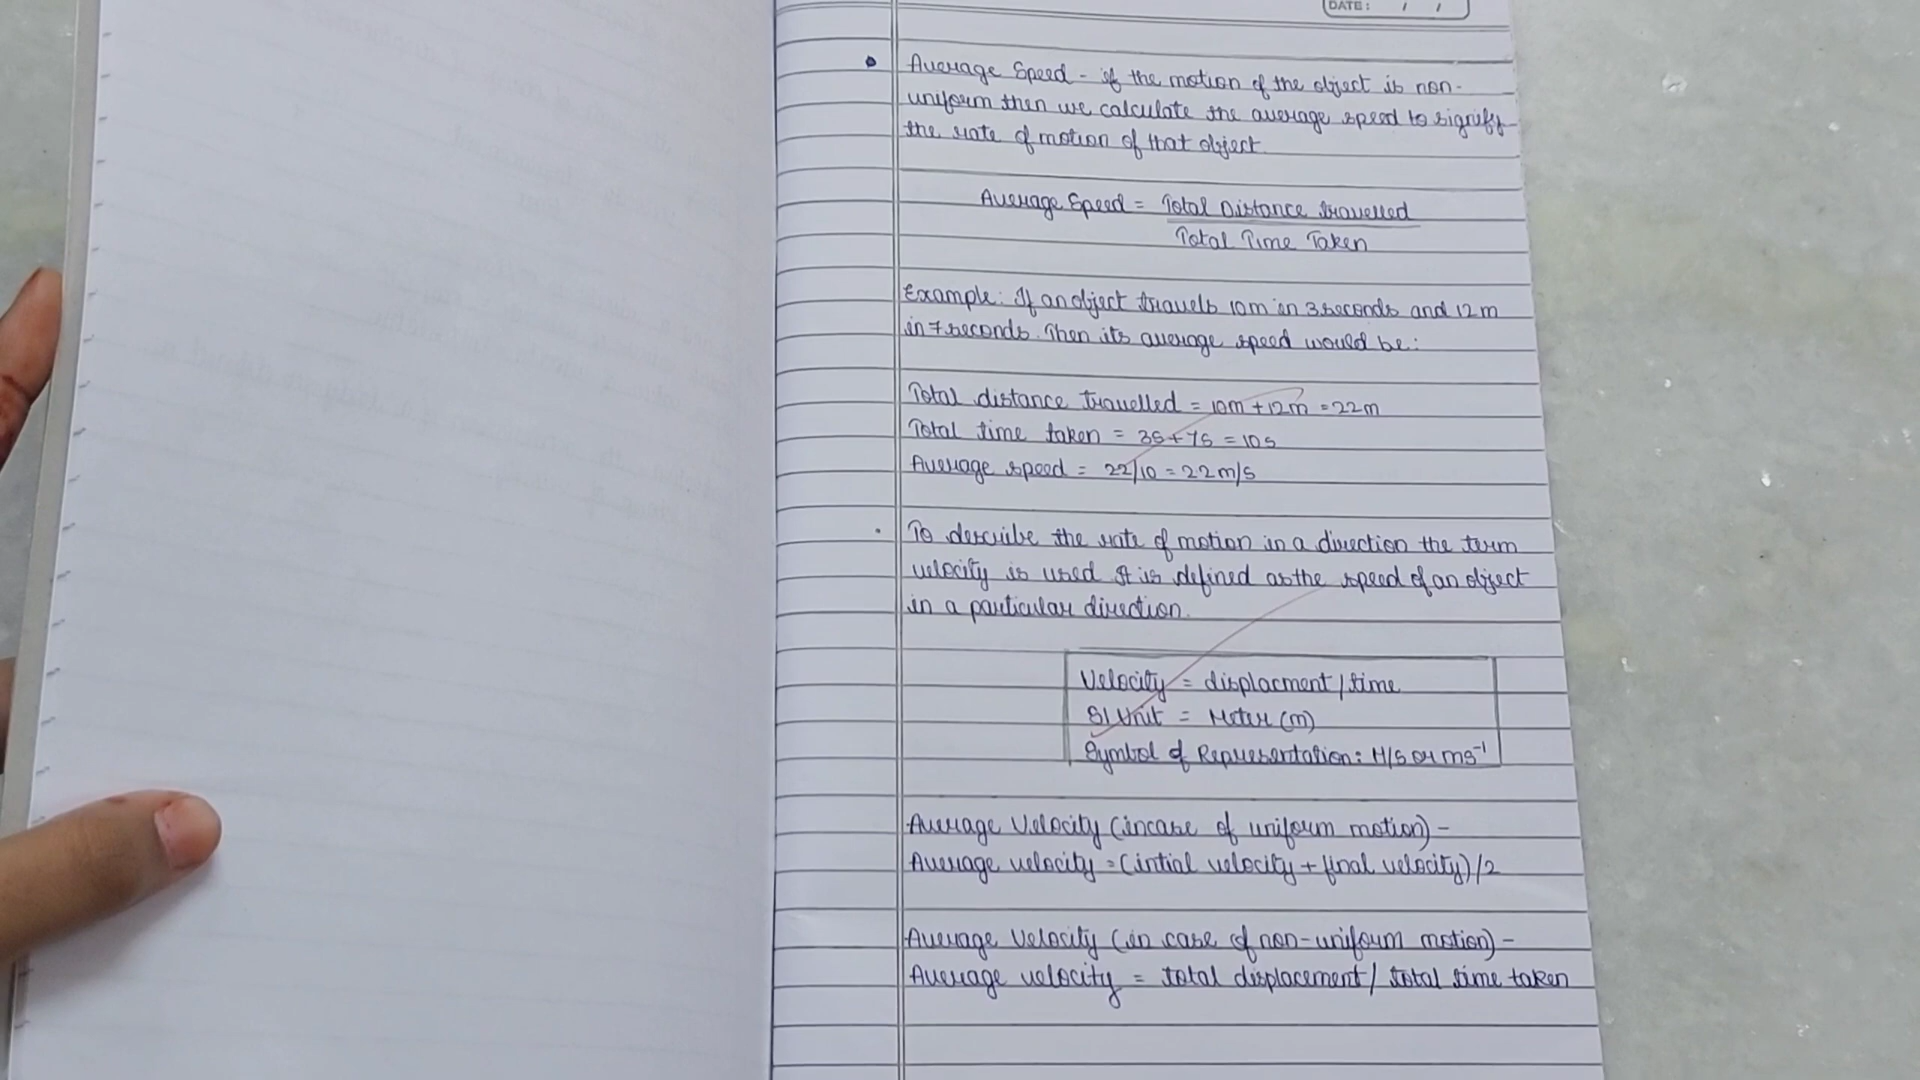 DATE: / /
Average Speed - if the motion of the object is non-
uniform then we calculate the average speed to signify
the rate of motion of that object.
Average Speed = Total Distance travelled
Total Time Taken
Example: If an object travels 10m in 3 seconds and 12m
in 7 seconds. Then its average speed would be:
Total distance travelled = 10m + 12m = 22m
Total time taken = 3s + 7s = 10s
Average speed = 22/10 = 22m/s
To describe the rate of motion in a direction the term
velocity is used It is defined as the speed of an object
in a particular direction.
Velocity = displacment / time
SI Unit = Meter (m)
Symbol of Representation: M/s or ms⁻¹
Average Velocity (incase of uniform motion) -
Average velocity = (intial velocity + final velocity) /2
Average Velocity (in case of non-uniform motion) -
Average velocity = total displacement / total time taken